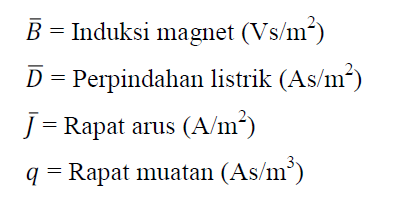 B̅ = Induksi magnet (Vs/m²)
D̅ = Perpindahan listrik (As/m²)
J̅ = Rapat arus (A/m²)
q = Rapat muatan (As/m³)